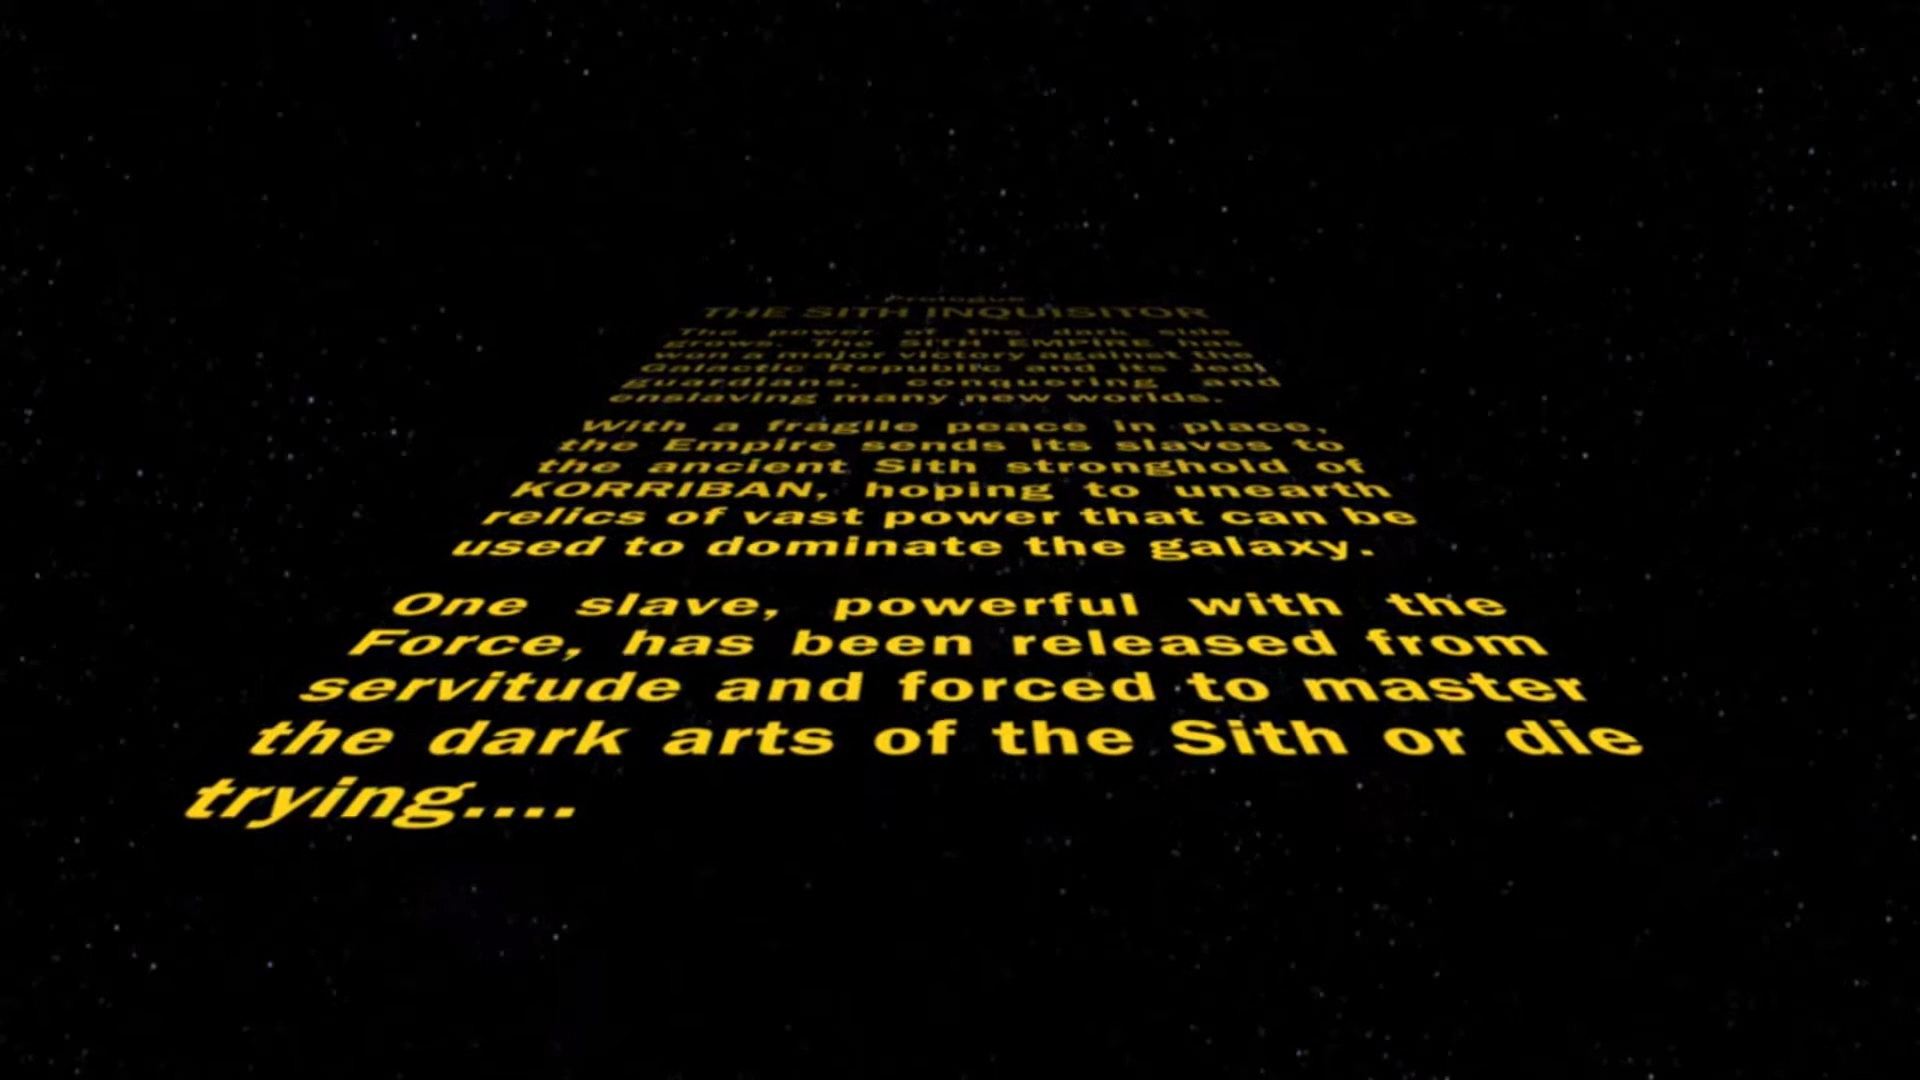 Prologue
THE SITH INQUISITOR
The power of the dark side
grows. The SITH EMPIRE has
won a major victory against the
Galactic Republic and its Jedi
guardians, conquering and
enslaving many new worlds.
With a fragile peace in place,
the Empire sends its slaves to
the ancient Sith stronghold of
KORRIBAN, hoping to unearth
relics of vast power that can be
used to dominate the galaxy.
One slave, powerful with the
Force, has been released from
servitude and forced to master
the dark arts of the Sith or die
trying....